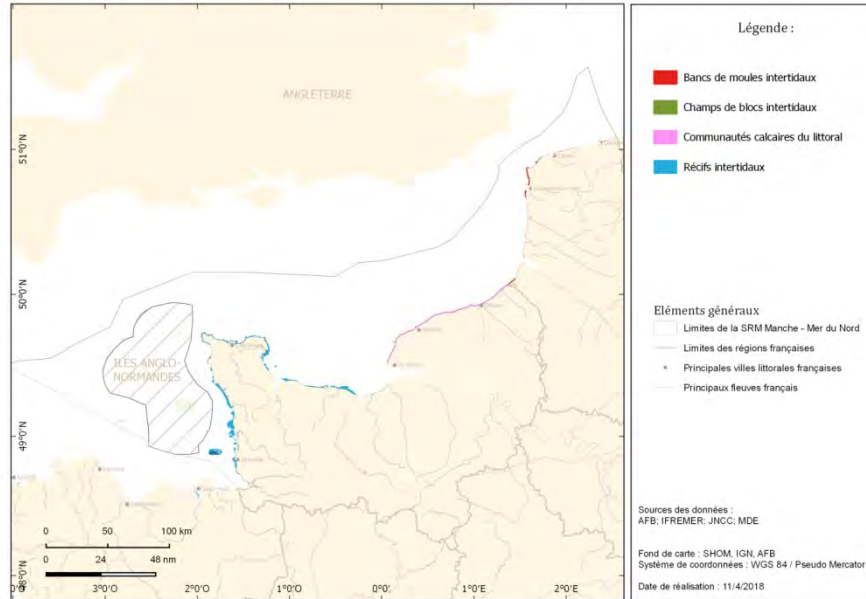 ANGLETERRE
ILES ANGLO-
NORMANDES
51°0'N
50°0'N
49°0'N
48°0'N
3°0'O
2°0'O
1°0'O
0°0'
1°0'E
2°0'E
0 50 100 km
0 24 48 nm
Légende :
Bancs de moules intertidaux
Champs de blocs intertidaux
Communautés calcaires du littoral
Récifs intertidaux
Eléments généraux
Limites de la SRM Manche - Mer du Nord
Limites des régions françaises
Principales villes littorales françaises
Principaux fleuves français
Sources des données :
AFB; IFREMER; JNCC; MDE
Fond de carte : SHOM, IGN, AFB
Système de coordonnées : WGS 84 / Pseudo Mercator
Date de réalisation : 11/4/2018